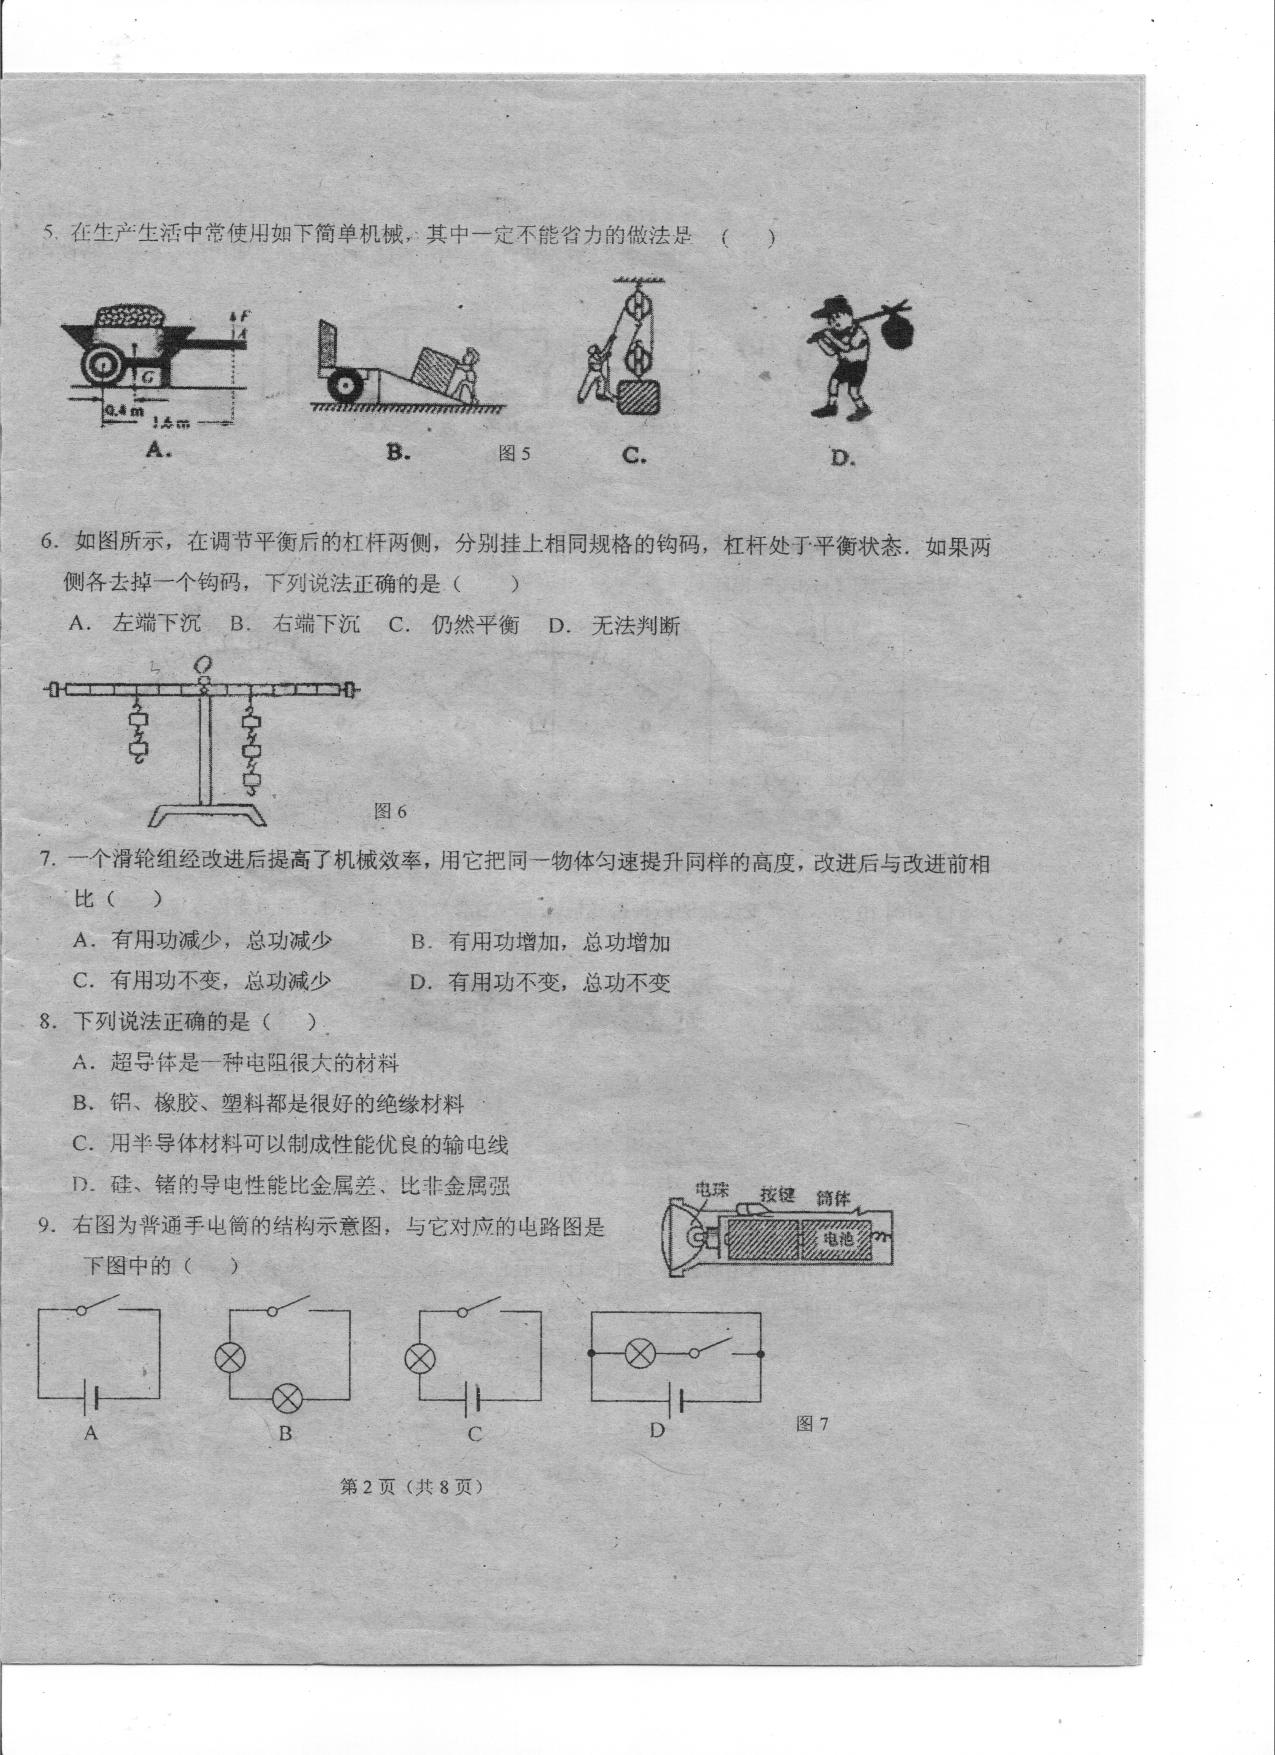 5. 在生产生活中常使用如下简单机械，其中一定不能省力的做法是 （ ）
F
A
G
0.4m
1.6m
A.
B.
图 5
C.
D.
6．如图所示，在调节平衡后的杠杆两侧，分别挂上相同规格的钩码，杠杆处于平衡状态．如果两
侧各去掉一个钩码，下列说法正确的是（ ）
A． 左端下沉 B． 右端下沉 C． 仍然平衡 D． 无法判断
图 6
7. 一个滑轮组经改进后提高了机械效率，用它把同一物体匀速提升同样的高度，改进后与改进前相
比（ ）
A．有用功减少，总功减少 B．有用功增加，总功增加
C．有用功不变，总功减少 D．有用功不变，总功不变
8．下列说法正确的是（ ）
A．超导体是一种电阻很大的材料
B．铝、橡胶、塑料都是很好的绝缘材料
C．用半导体材料可以制成性能优良的输电线
D．硅、锗的导电性能比金属差、比非金属强
电珠 按键 筒体
电池
9．右图为普通手电筒的结构示意图，与它对应的电路图是
下图中的（ ）
A
B
C
D
图 7
第 2 页（共 8 页）